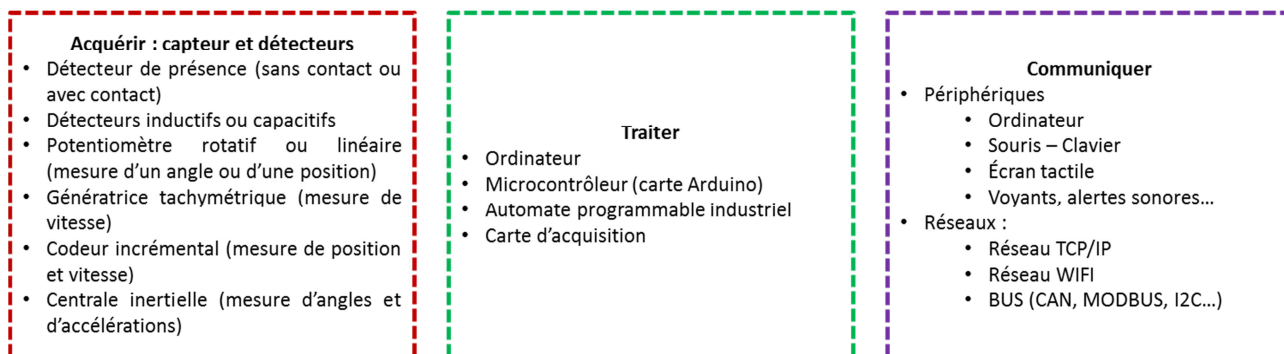 Acquérir : capteur et détecteurs
• Détecteur de présence (sans contact ou
avec contact)
• Détecteurs inductifs ou capacitifs
• Potentiomètre rotatif ou linéaire
(mesure d'un angle ou d'une position)
• Génératrice tachymétrique (mesure de
vitesse)
• Codeur incrémental (mesure de position
et vitesse)
• Centrale inertielle (mesure d'angles et
d'accélérations)
Traiter
• Ordinateur
• Microcontrôleur (carte Arduino)
• Automate programmable industriel
• Carte d'acquisition
Communiquer
• Périphériques
• Ordinateur
• Souris – Clavier
• Écran tactile
• Voyants, alertes sonores…
• Réseaux :
• Réseau TCP/IP
• Réseau WIFI
• BUS (CAN, MODBUS, I2C…)